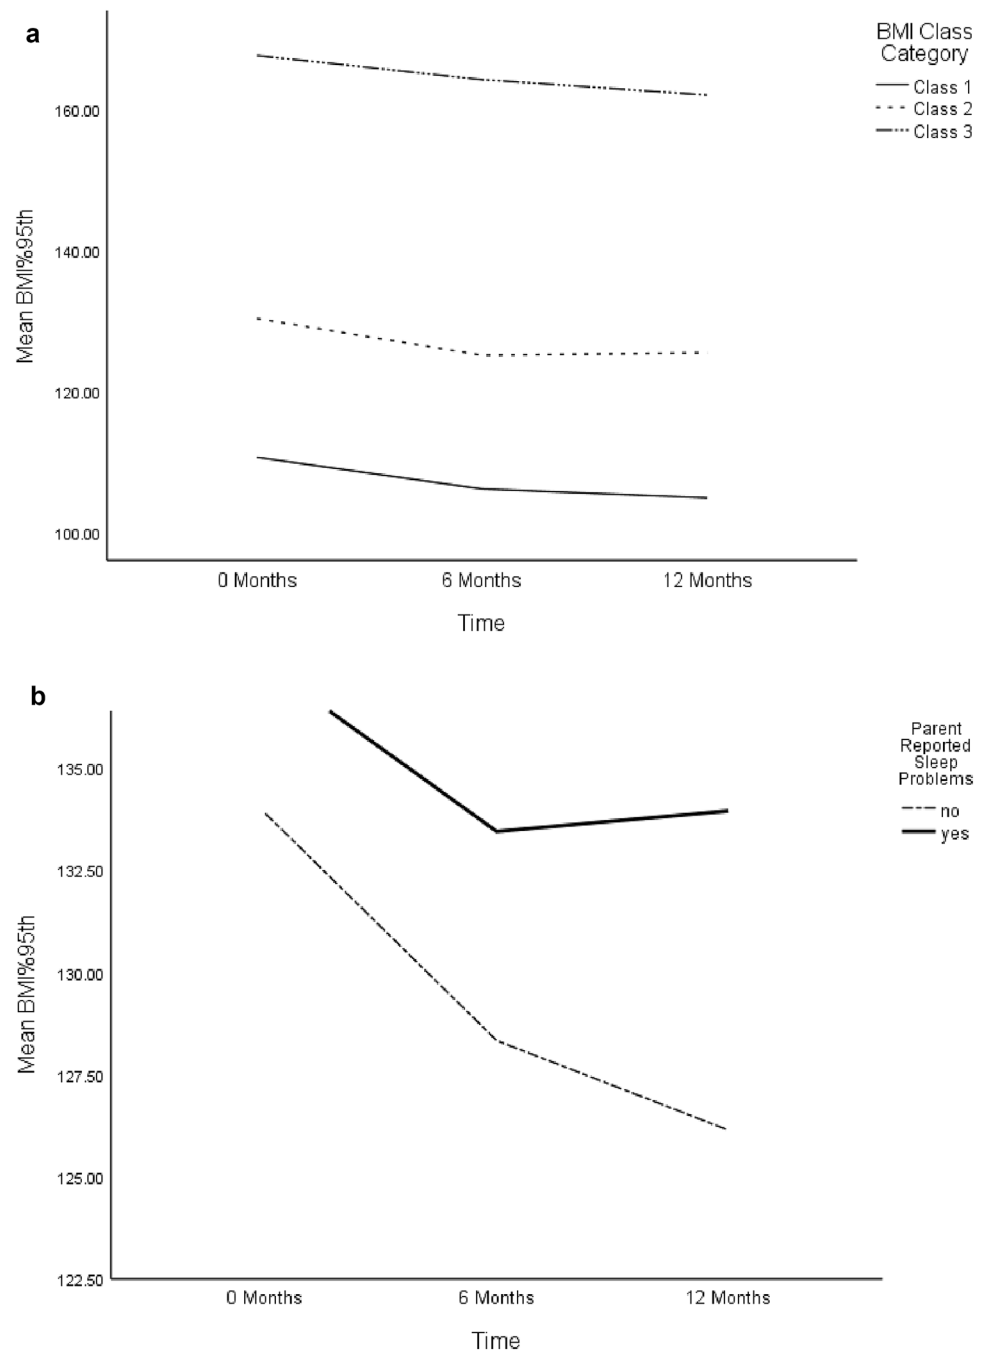 a
BMI Class
Category
Class 1
Class 2
Class 3
160.00
140.00
120.00
100.00
Mean BMI%95th
0 Months
6 Months
12 Months
Time
b
Parent
Reported
Sleep
Problems
no
yes
135.00
132.50
130.00
127.50
125.00
122.50
Mean BMI%95th
0 Months
6 Months
12 Months
Time